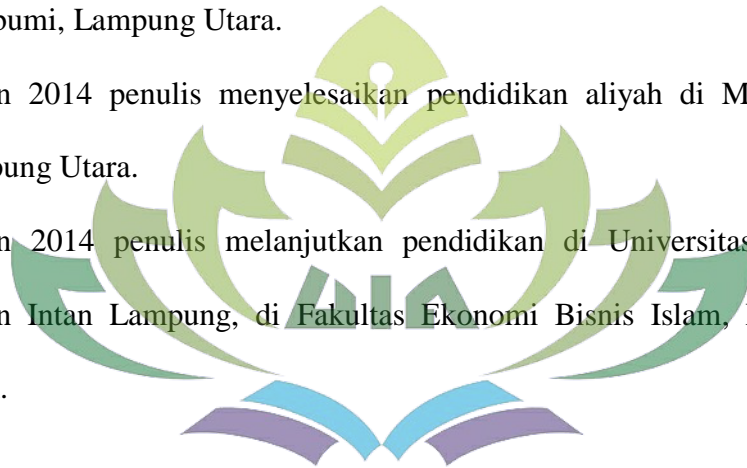 bumi, Lampung Utara.
n 2014 penulis menyelesaikan pendidikan aliyah di M
pung Utara.
n 2014 penulis melanjutkan pendidikan di Universitas
n Intan Lampung, di Fakultas Ekonomi Bisnis Islam,
.